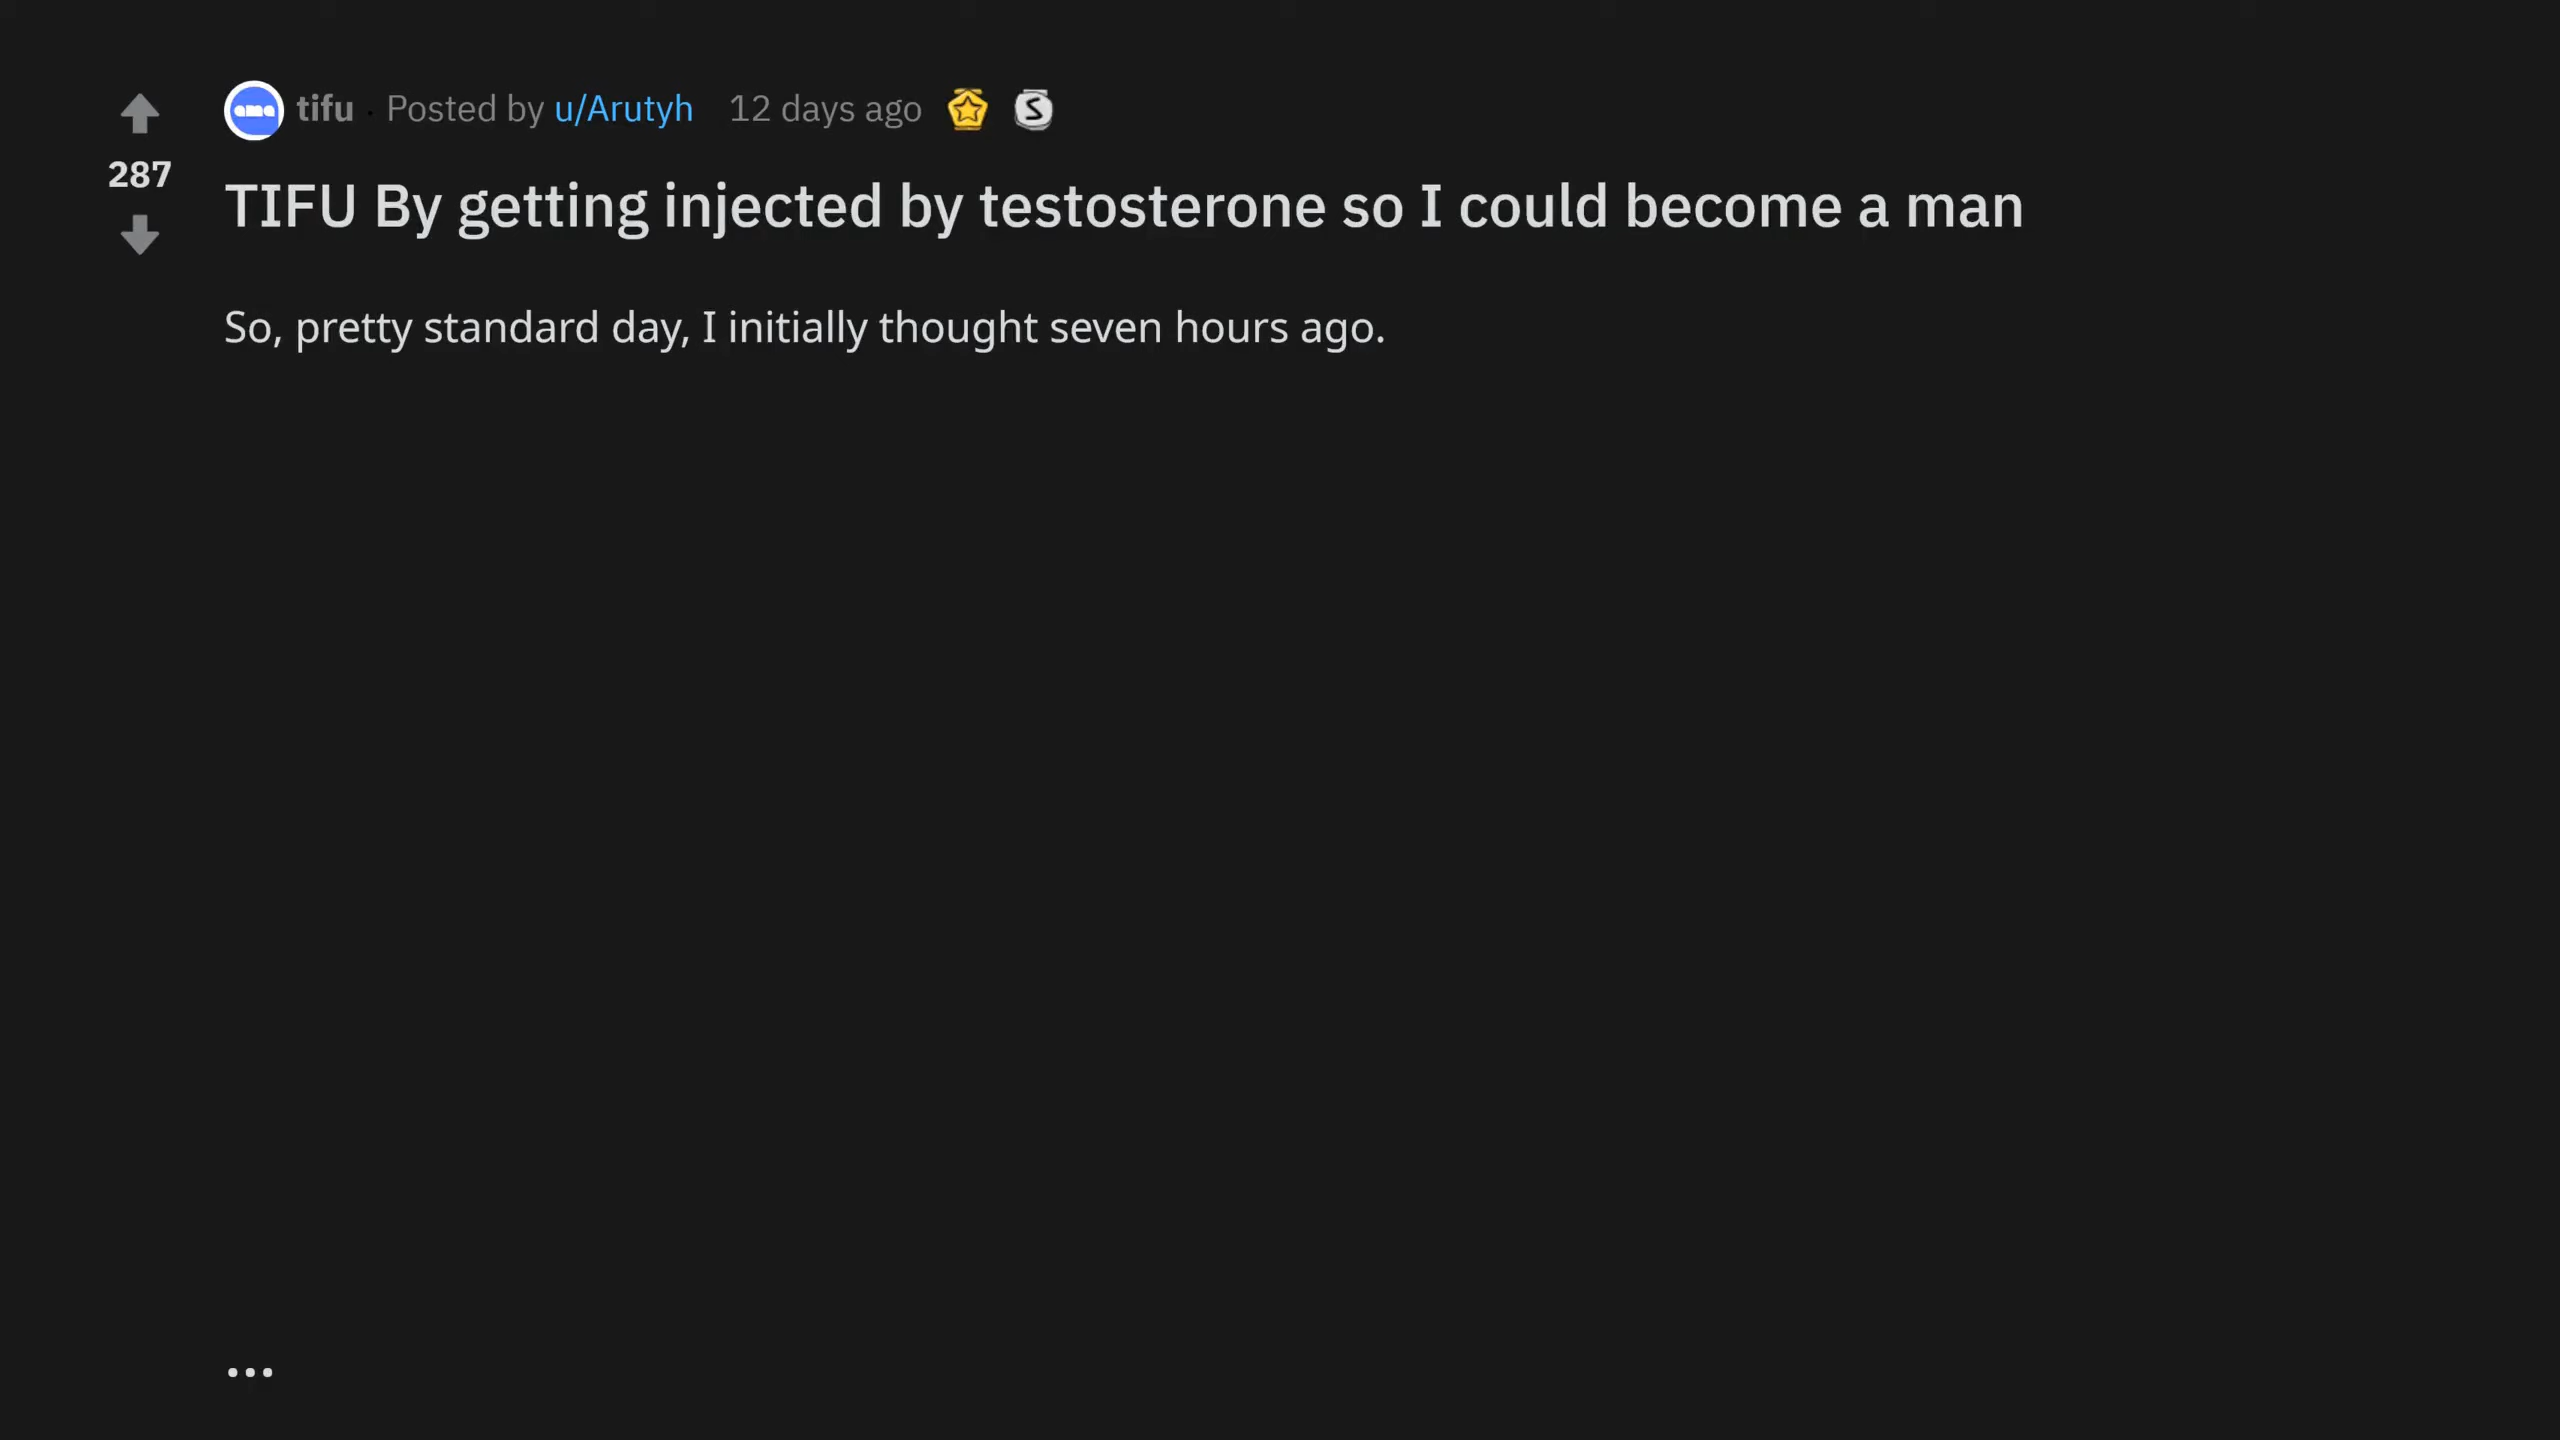 tifu · Posted by u/Arutyh 12 days ago
287
TIFU By getting injected by testosterone so I could become a man
So, pretty standard day, I initially thought seven hours ago.
...